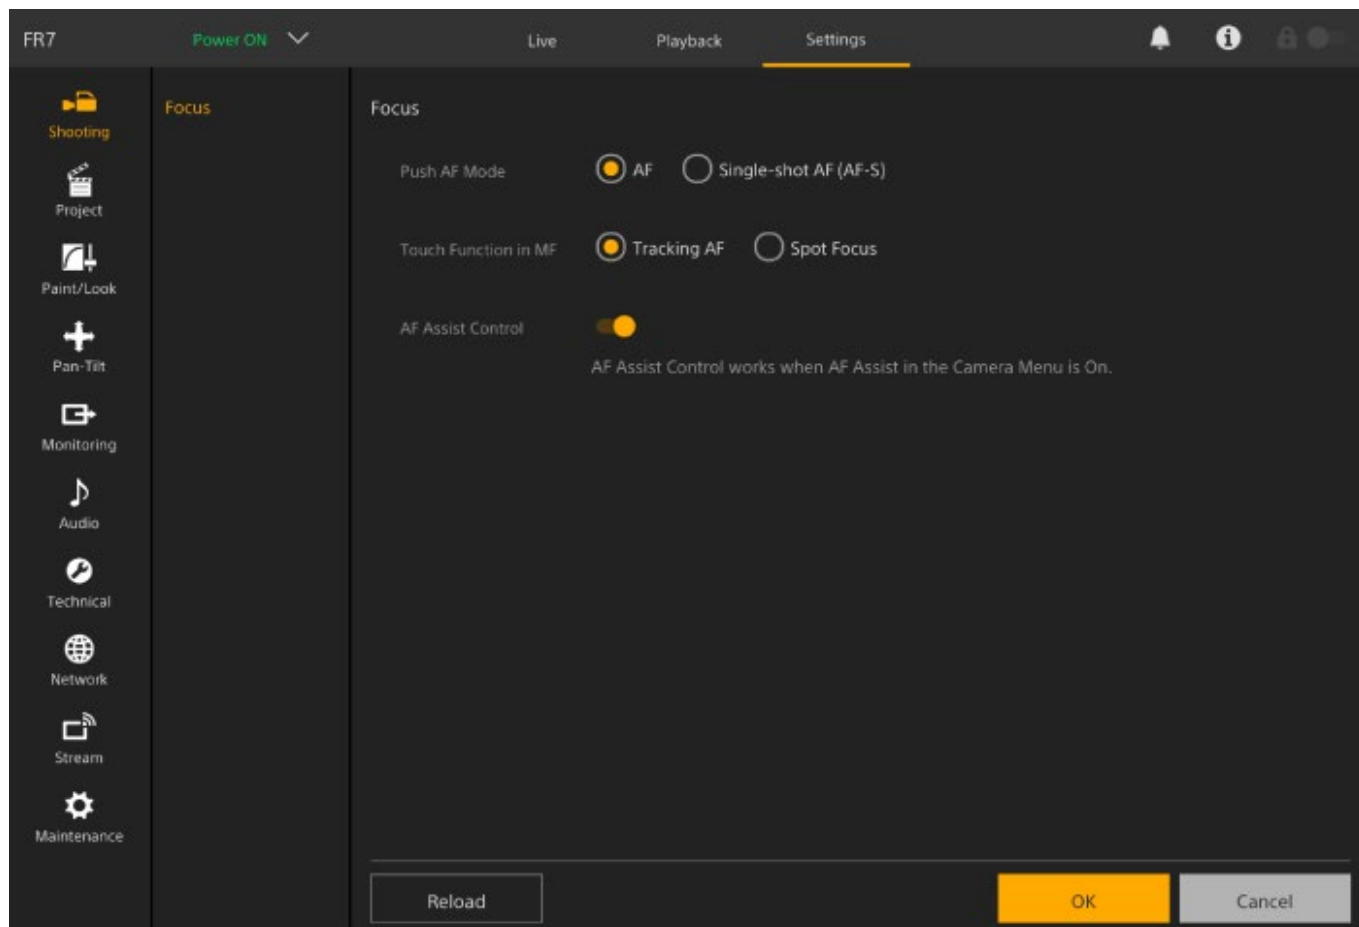 FR7
Power ON
Live
Playback
Settings
Shooting
Project
Paint/Look
Pan-Tilt
Monitoring
Audio
Technical
Network
Stream
Maintenance
Focus
Focus
Push AF Mode AF Single-shot AF (AF-S)
Touch Function in MF Tracking AF Spot Focus
AF Assist Control
AF Assist Control works when AF Assist in the Camera Menu is On.
Reload
OK
Cancel